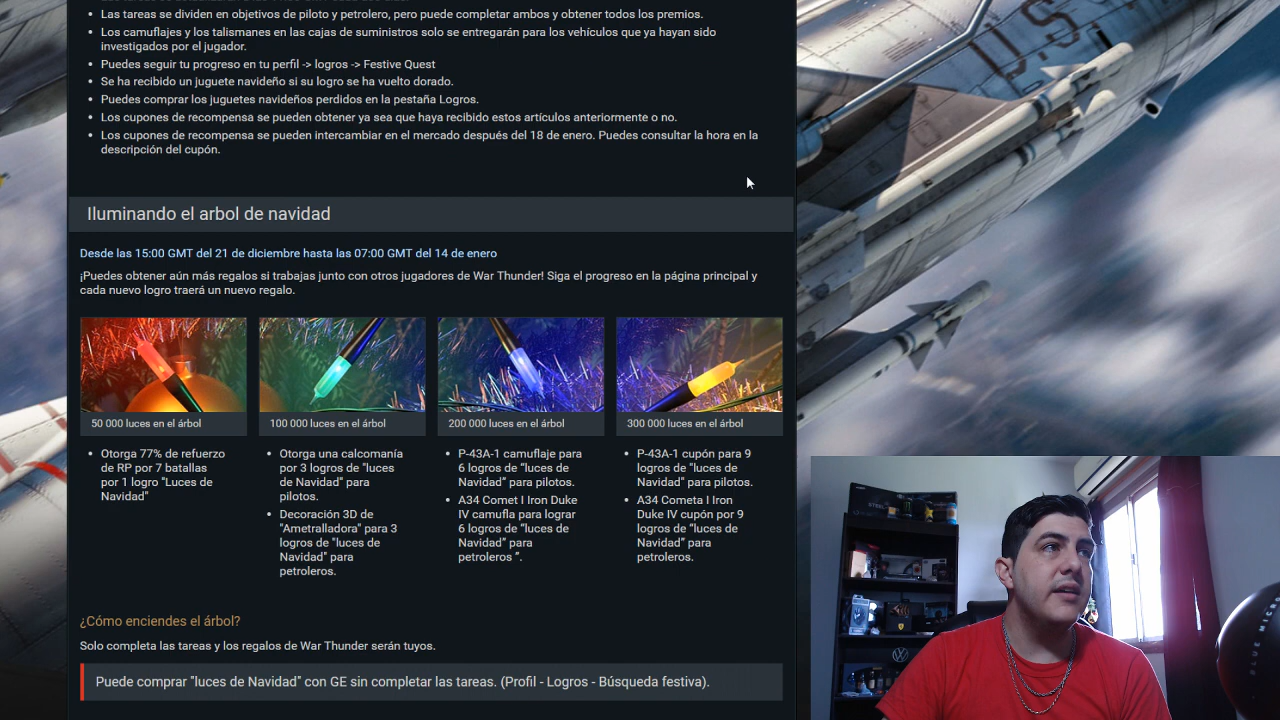 Las tareas se dividen en objetivos de piloto y petrolero, pero puede completar ambos y obtener todos los premios.
Los camuflajes y los talismanes en las cajas de suministros solo se entregarán para los vehículos que ya hayan sido
investigados por el jugador.
Puedes seguir tu progreso en tu perfil -> logros -> Festive Quest
Se ha recibido un juguete navideño si su logro se ha vuelto dorado.
Puedes comprar los juguetes navideños perdidos en la pestaña Logros.
Los cupones de recompensa se pueden obtener ya sea que haya recibido estos artículos anteriormente o no.
Los cupones de recompensa se pueden intercambiar en el mercado después del 18 de enero. Puedes consultar la hora en la
descripción del cupón.
Iluminando el arbol de navidad
Desde las 15:00 GMT del 21 de diciembre hasta las 07:00 GMT del 14 de enero
¡Puedes obtener aún más regalos si trabajas junto con otros jugadores de War Thunder! Siga el progreso en la página principal y
cada nuevo logro traerá un nuevo regalo.
50 000 luces en el árbol
Otorga 77% de refuerzo
de RP por 7 batallas
por 1 logro "Luces de
Navidad"
100 000 luces en el árbol
Otorga una calcomanía
por 3 logros de "luces
de Navidad" para
pilotos.
Decoración 3D de
"Ametralladora" para 3
logros de "luces de
Navidad" para
petroleros.
200 000 luces en el árbol
P-43A-1 camuflaje para
6 logros de “luces de
Navidad” para pilotos.
A34 Comet I Iron Duke
IV camufla para lograr
6 logros de “luces de
Navidad” para
petroleros “.
300 000 luces en el árbol
P-43A-1 cupón para 9
logros de “luces de
Navidad” para pilotos.
A34 Cometa I Iron
Duke IV cupón por 9
logros de “luces de
Navidad” para
petroleros.
¿Cómo enciendes el árbol?
Solo completa las tareas y los regalos de War Thunder serán tuyos.
Puede comprar "luces de Navidad" con GE sin completar las tareas. (Profil - Logros - Búsqueda festiva).
U.S.
BLUE MIC